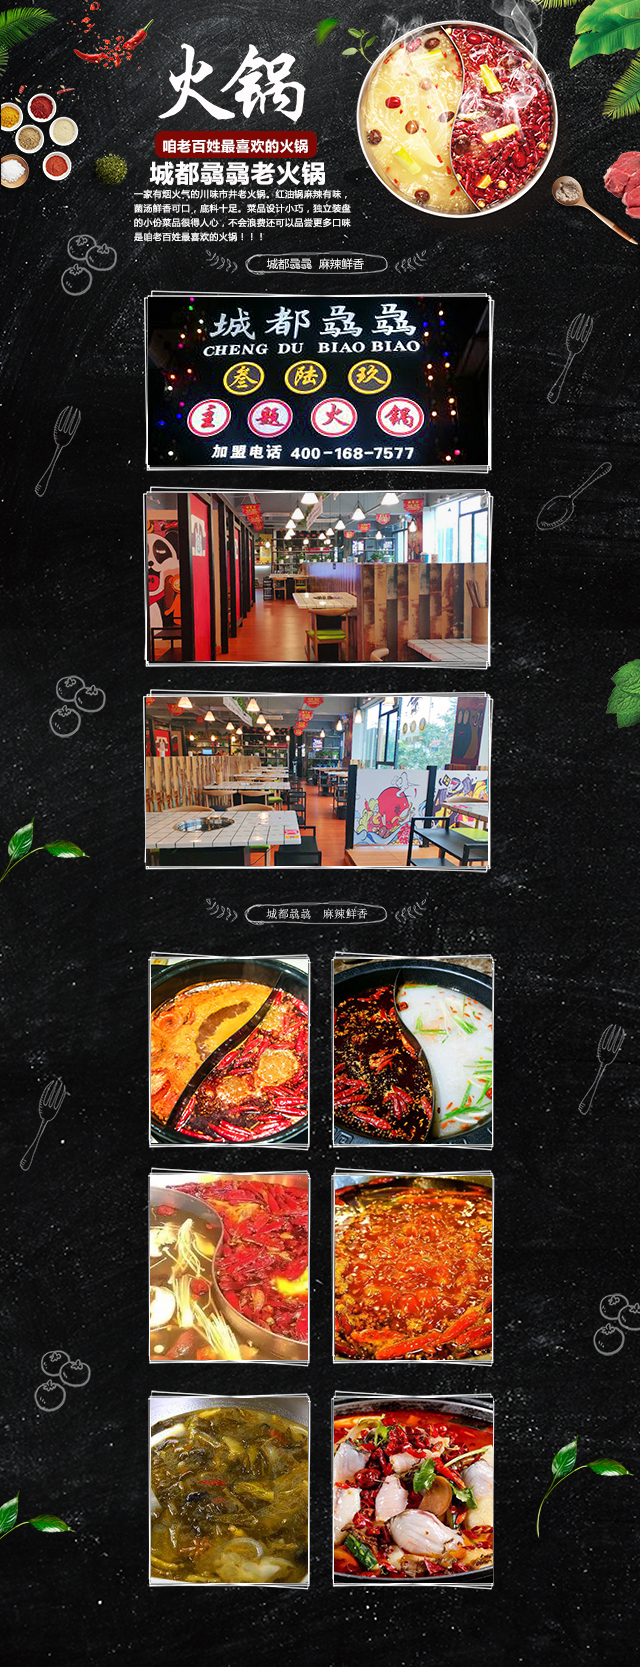 火锅
咱老百姓最喜欢的火锅
城都骉骉老火锅
一家有烟火气的川味市井老火锅。红油锅麻辣有味，
菌汤鲜香可口，底料十足。菜品设计小巧，独立装盘
的小份菜品很得人心，不会浪费还可以品尝更多口味
是咱老百姓最喜欢的火锅！！！
城都骉骉 麻辣鲜香
城都骉骉
CHENG DU BIAO BIAO
叁陆玖
主题火锅
加盟电话 400-168-7577
城都骉骉 麻辣鲜香